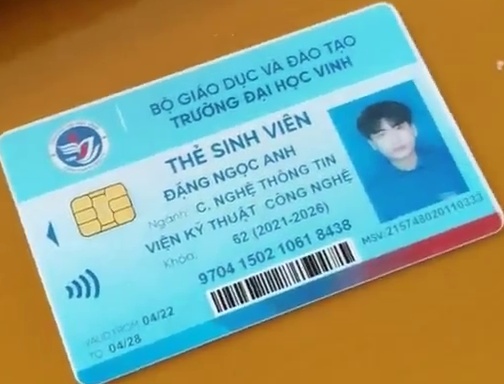 BỘ GIÁO DỤC VÀ ĐÀO TẠO
TRƯỜNG ĐẠI HỌC VINH
THẺ SINH VIÊN
ĐẶNG NGỌC ANH
Ngành: C. NGHỆ THÔNG TIN
VIỆN KỸ THUẬT CÔNG NGHỆ
Khóa: 62 (2021-2026)
9704 1502 1061 8438
MSV: 215748020110333
VALID FROM 04/22
TO 04/28